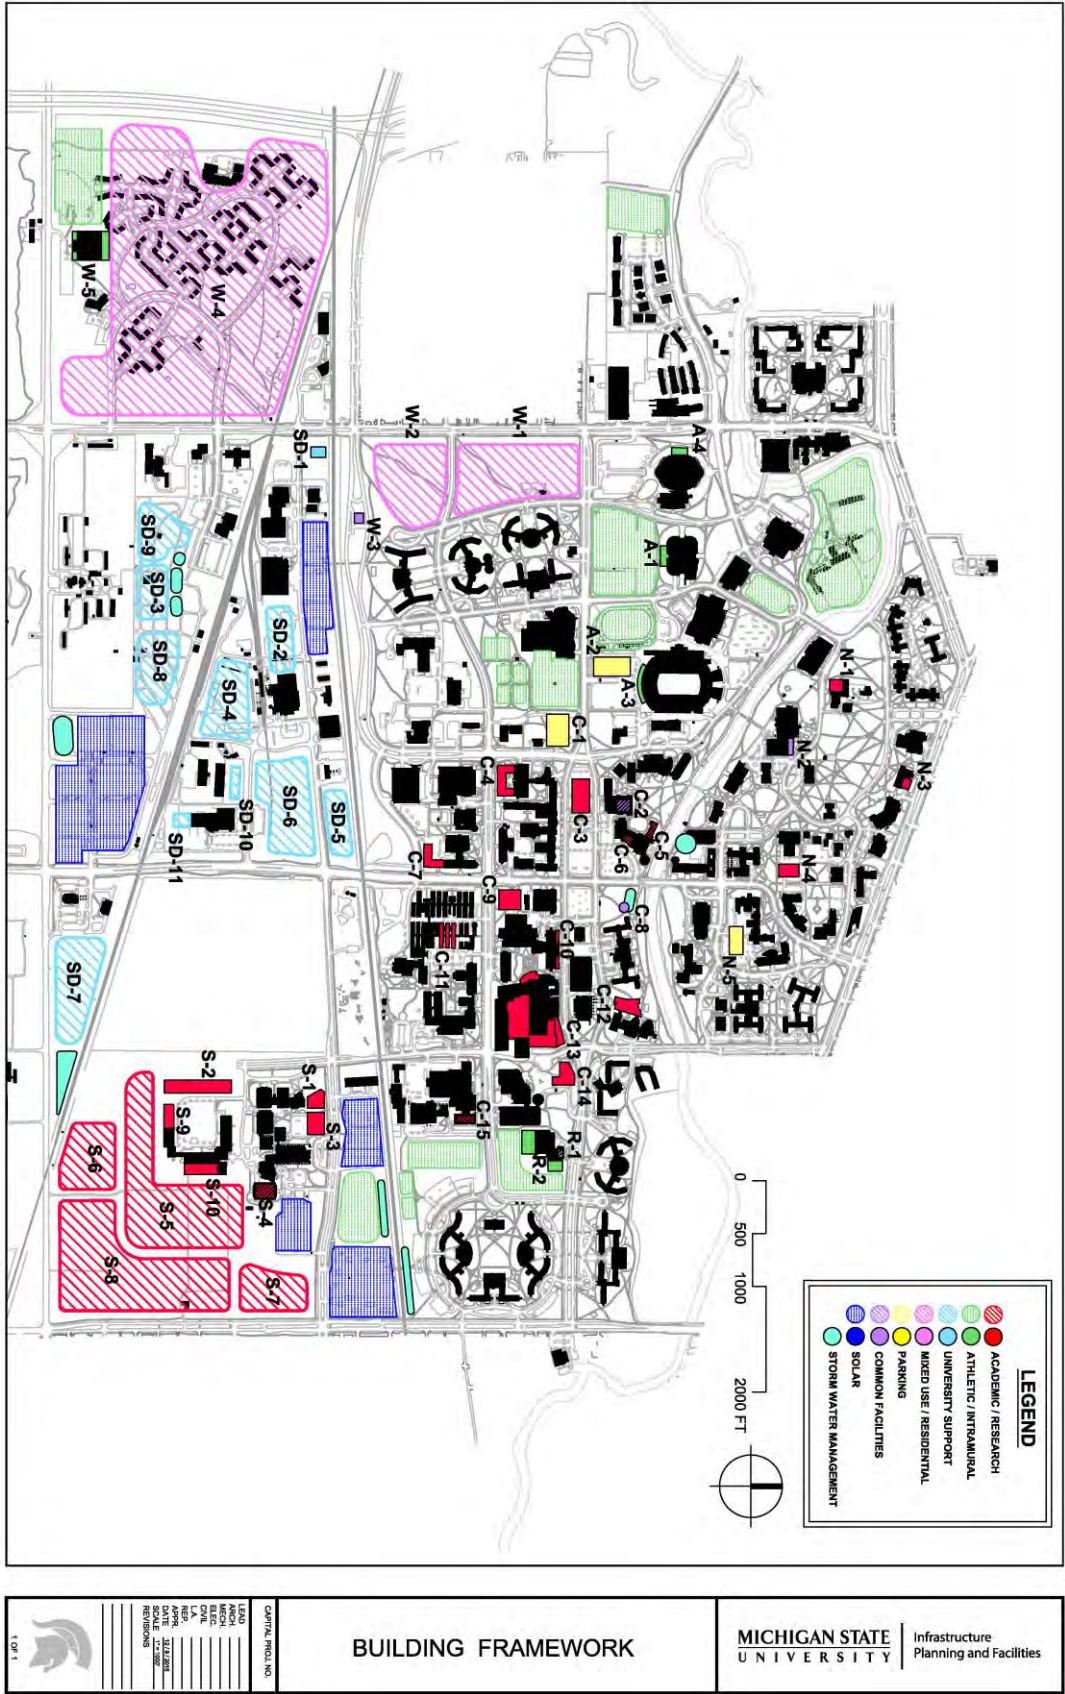 W-5
W-4
SD-1
W-2
W-1
A-4
W-3
A-1
SD-9
SD-3
SD-8
SD-2
SD-4
A-2
A-3
C-1
N-1
N-2
N-3
SD-10
SD-6
SD-5
SD-11
C-4
C-3
C-2
C-5
C-6
C-7
N-4
C-9
C-8
C-10
C-11
N-5
SD-7
C-12
C-13
C-14
S-2
S-1
S-9
S-3
C-15
R-1
R-2
S-6
S-10
S-5
S-4
S-8
S-7
0
500
1000
2000 FT
LEGEND
ACADEMIC / RESEARCH
ATHLETIC / INTRAMURAL
UNIVERSITY SUPPORT
MIXED USE / RESIDENTIAL
PARKING
COMMON FACILITIES
SOLAR
STORM WATER MANAGEMENT
LEAD
ARCH.
MECH.
ELEC.
CIVIL
L.A.
REP.
APPR.
DATE
SCALE 1"= 1000'
REVISIONS
1 OF 1
CAPITAL PROJ. NO.
BUILDING FRAMEWORK
MICHIGAN STATE
UNIVERSITY
Infrastructure
Planning and Facilities